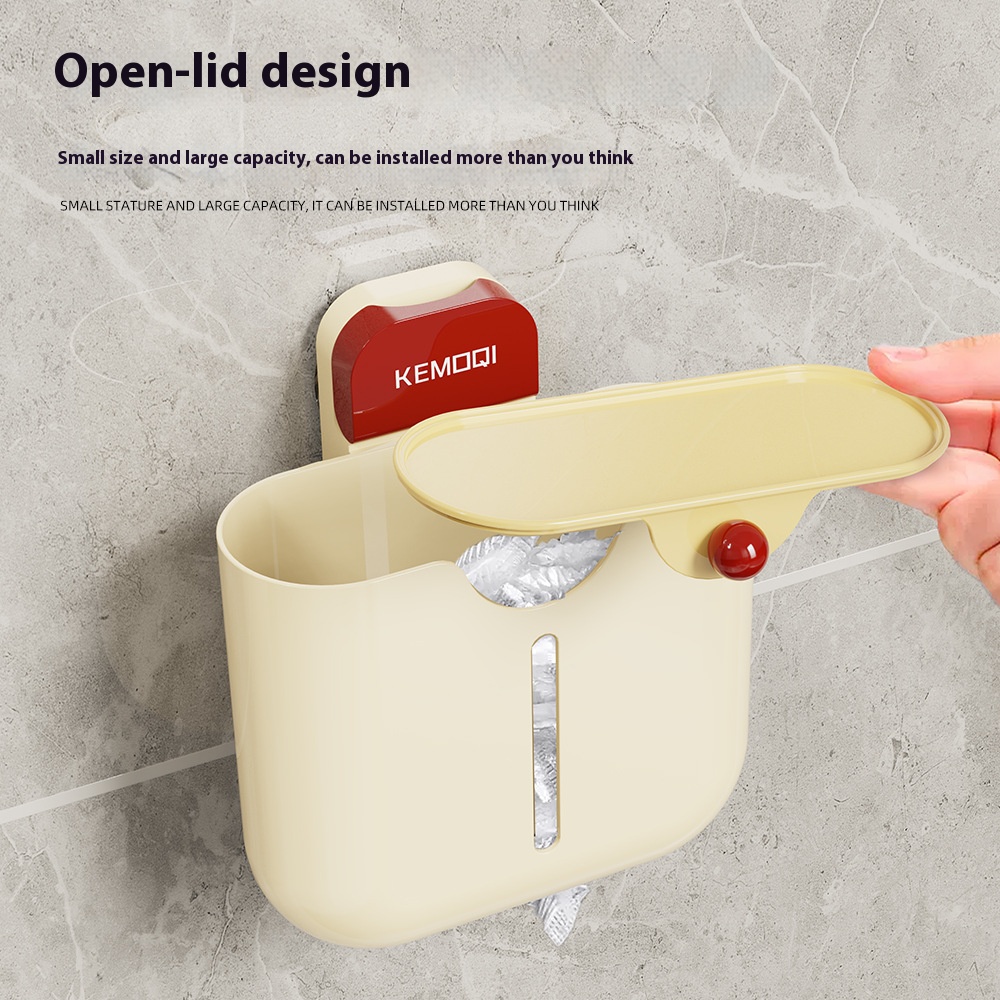 Open-lid design
Small size and large capacity, can be installed more than you think
SMALL STATURE AND LARGE CAPACITY, IT CAN BE INSTALLED MORE THAN YOU THINK
KEMOQI